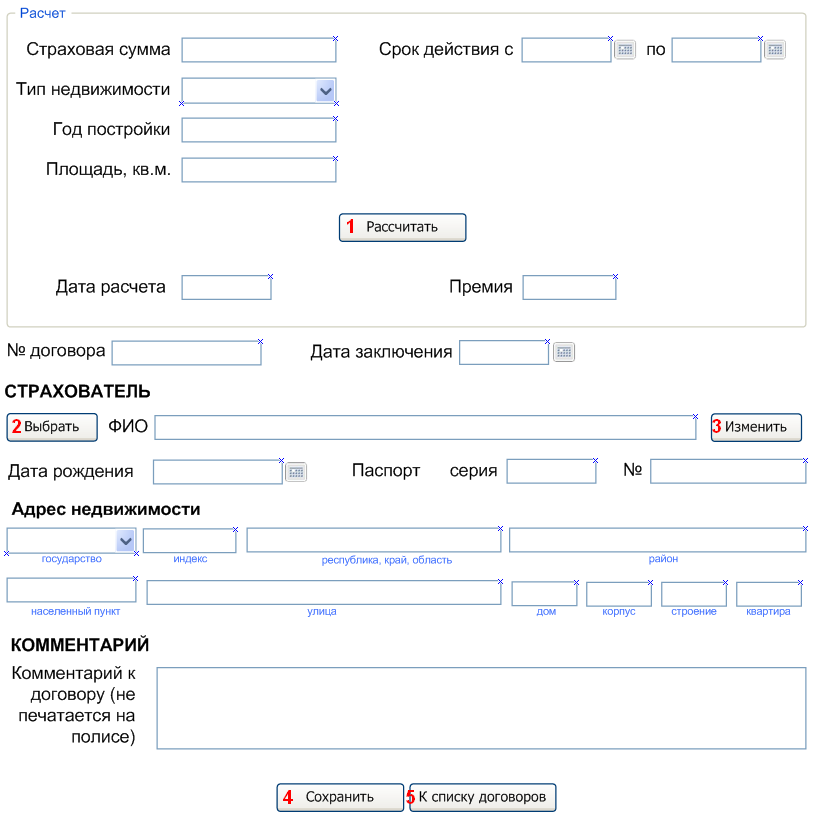 Расчет
Страховая сумма
Срок действия с
по
Тип недвижимости
Год постройки
Площадь, кв.м.
1 Рассчитать
Дата расчета
Премия
№ договора
Дата заключения
СТРАХОВАТЕЛЬ
2 Выбрать
ФИО
3 Изменить
Дата рождения
Паспорт
серия
№
Адрес недвижимости
государство
индекс
республика, край, область
район
населенный пункт
улица
дом
корпус
строение
квартира
КОММЕНТАРИЙ
Комментарий к
договору (не
печатается на
полисе)
4 Сохранить
5 К списку договоров